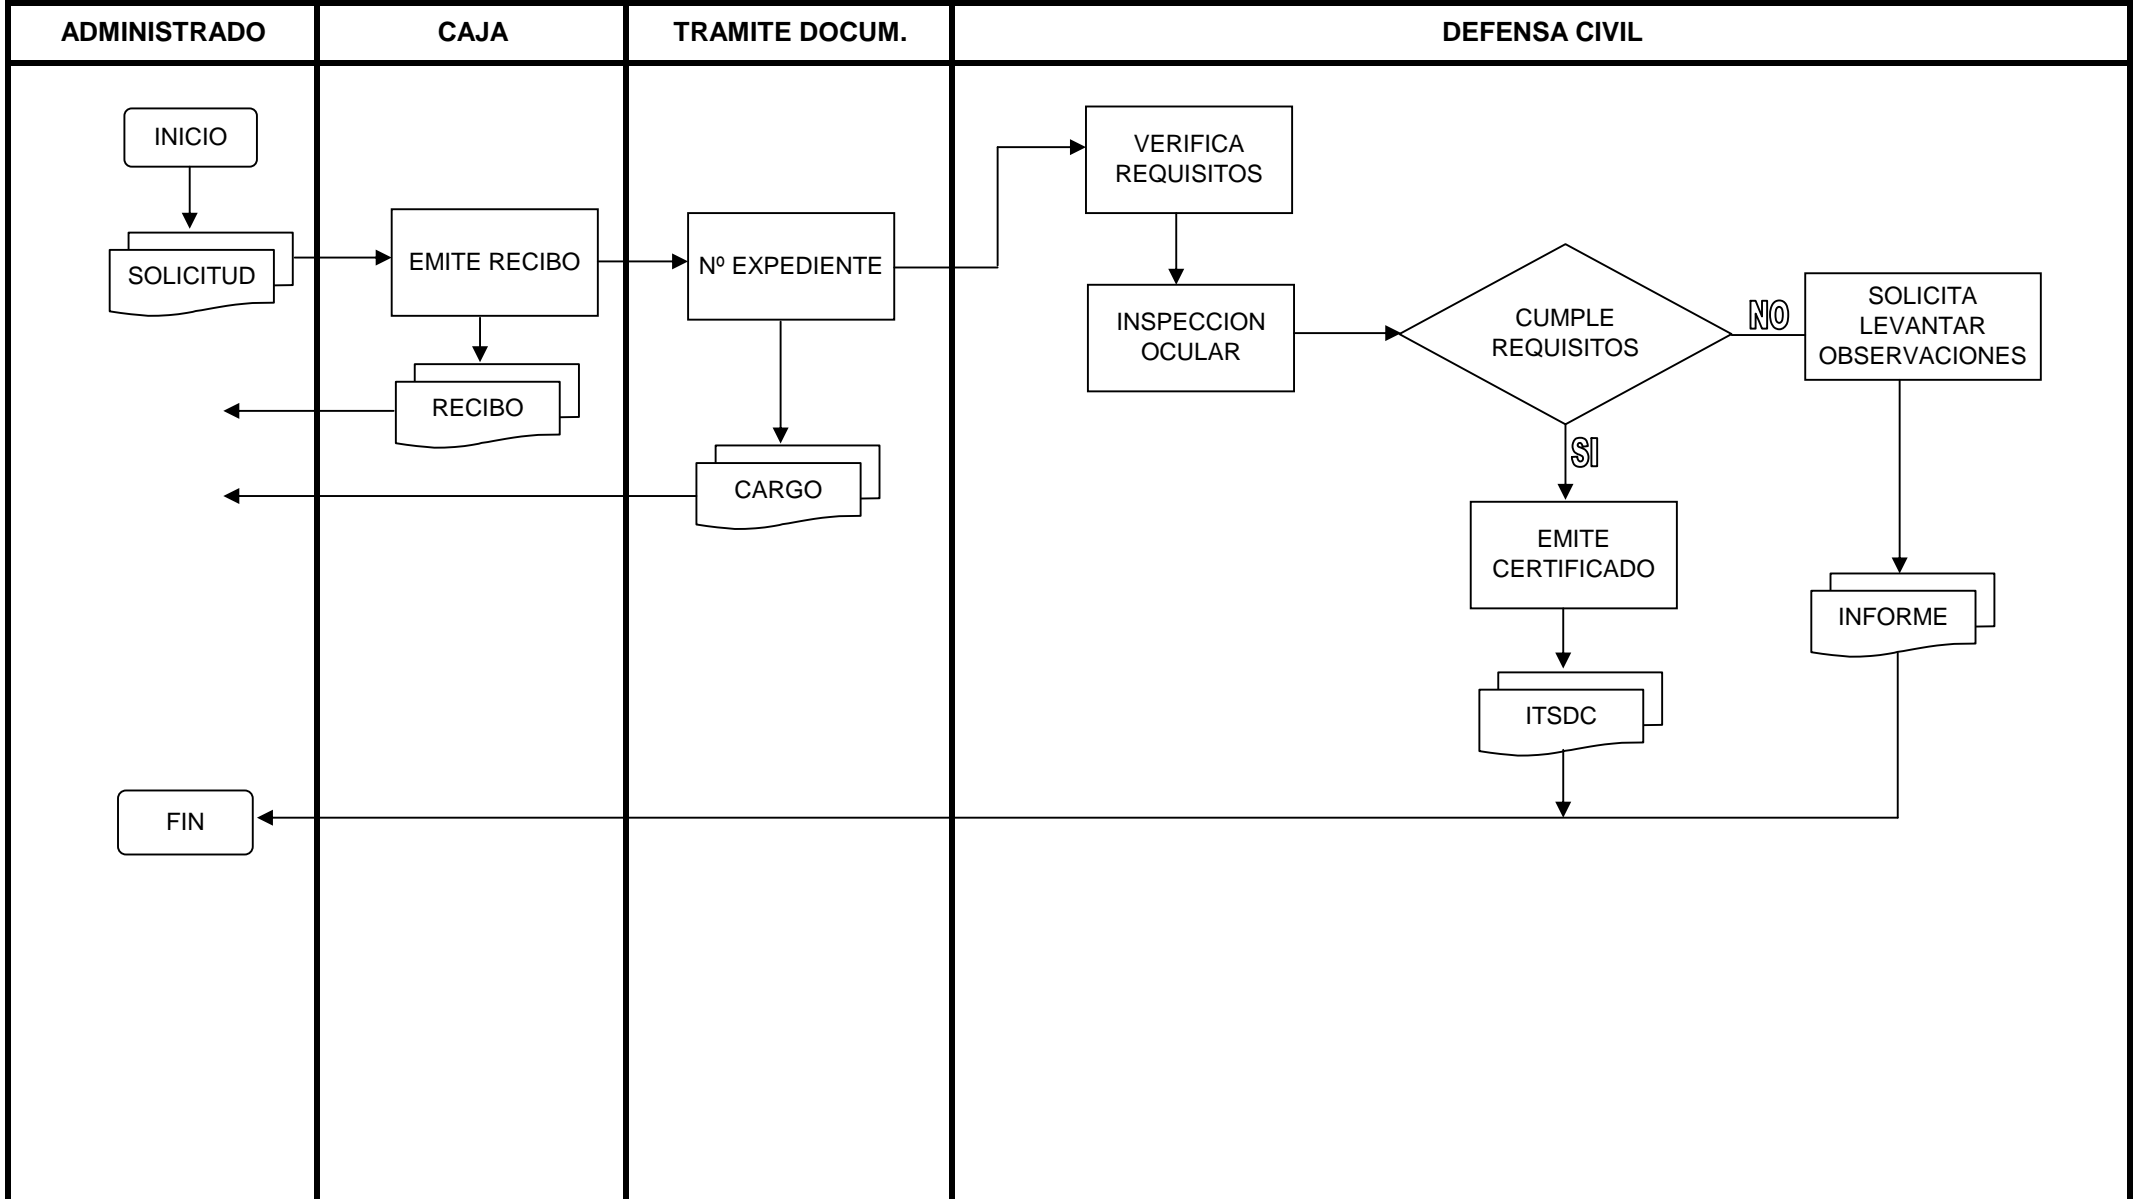 ADMINISTRADO
CAJA
TRAMITE DOCUM.
DEFENSA CIVIL
INICIO
SOLICITUD
EMITE RECIBO
RECIBO
Nº EXPEDIENTE
CARGO
VERIFICA
REQUISITOS
INSPECCION
OCULAR
CUMPLE
REQUISITOS
NO
SOLICITA
LEVANTAR
OBSERVACIONES
SI
EMITE
CERTIFICADO
INFORME
ITSDC
FIN